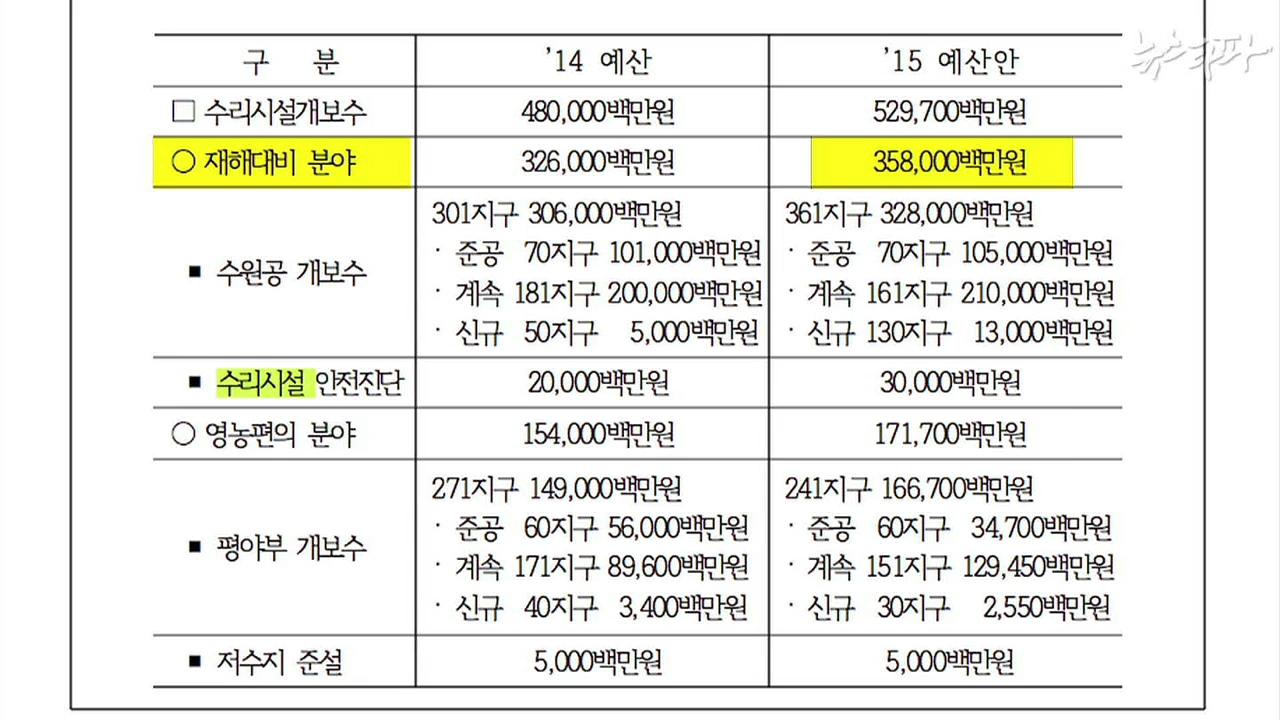 뉴스타파
구 분 '14 예산 '15 예산안
□ 수리시설개보수 480,000백만원 529,700백만원
○ 재해대비 분야 326,000백만원 358,000백만원
■ 수원공 개보수
301지구 306,000백만원
· 준공 70지구 101,000백만원
· 계속 181지구 200,000백만원
· 신규 50지구 5,000백만원
361지구 328,000백만원
· 준공 70지구 105,000백만원
· 계속 161지구 210,000백만원
· 신규 130지구 13,000백만원
■ 수리시설 안전진단 20,000백만원 30,000백만원
○ 영농편의 분야 154,000백만원 171,700백만원
■ 평야부 개보수
271지구 149,000백만원
· 준공 60지구 56,000백만원
· 계속 171지구 89,600백만원
· 신규 40지구 3,400백만원
241지구 166,700백만원
· 준공 60지구 34,700백만원
· 계속 151지구 129,450백만원
· 신규 30지구 2,550백만원
■ 저수지 준설 5,000백만원 5,000백만원